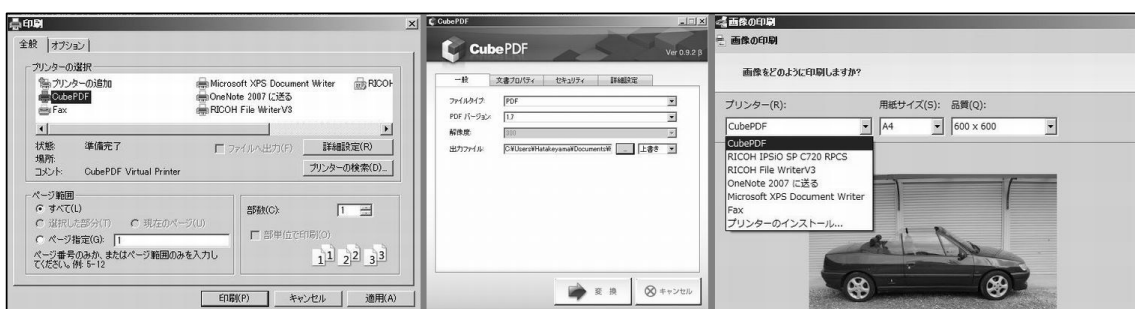 印刷
全般 オプション
プリンターの選択
プリンターの追加
CubePDF
Fax
Microsoft XPS Document Writer
OneNote 2007 に送る
RICOH File WriterV3
RICOH
状態: 準備完了
場所:
コメント: CubePDF Virtual Printer
ファイルへ出力(F) 詳細設定(R)
プリンターの検索(D)...
ページ範囲
すべて(L)
選択した部分(T) 現在のページ(U)
ページ指定(G): 1
ページ番号のみか、またはページ範囲のみを入力し
てください。例: 5-12
部数(C): 1
部単位で印刷(O)
11 22 33
印刷(P) キャンセル 適用(A)
CubePDF
CubePDF Ver 0.9.2 β
一般 文書プロパティ セキュリティ 詳細設定
ファイルタイプ: PDF
PDF バージョン: 1.7
解像度:
出力ファイル: C:¥Users¥Hatakeyama¥Documents¥ ... 上書き
変換 キャンセル
画像の印刷
画像の印刷
画像をどのように印刷しますか?
プリンター(R): 用紙サイズ(S): 品質(Q):
CubePDF A4 600 x 600
CubePDF
RICOH IPSiO SP C720 RPCS
RICOH File WriterV3
OneNote 2007 に送る
Microsoft XPS Document Writer
Fax
プリンターのインストール...